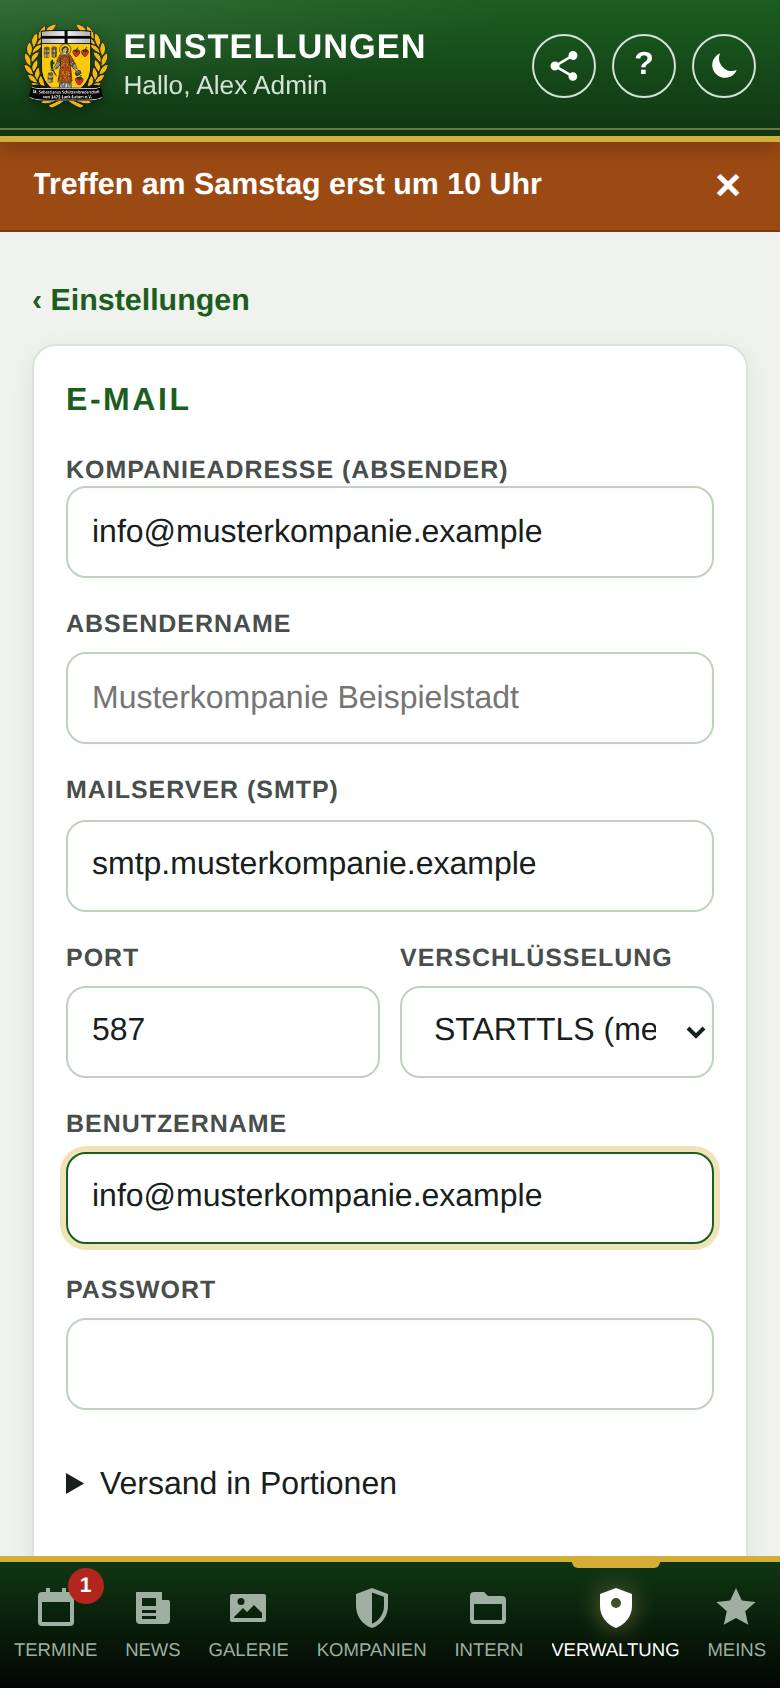 EINSTELLUNGEN
Hallo, Alex Admin
?
Treffen am Samstag erst um 10 Uhr
×
‹ Einstellungen
E-MAIL
KOMPANIEADRESSE (ABSENDER)
info@musterkompanie.example
ABSENDERNAME
Musterkompanie Beispielstadt
MAILSERVER (SMTP)
smtp.musterkompanie.example
PORT VERSCHLÜSSELUNG
587 STARTTLS (me
BENUTZERNAME
info@musterkompanie.example
PASSWORT
Versand in Portionen
1
TERMINE NEWS GALERIE KOMPANIEN INTERN VERWALTUNG MEINS